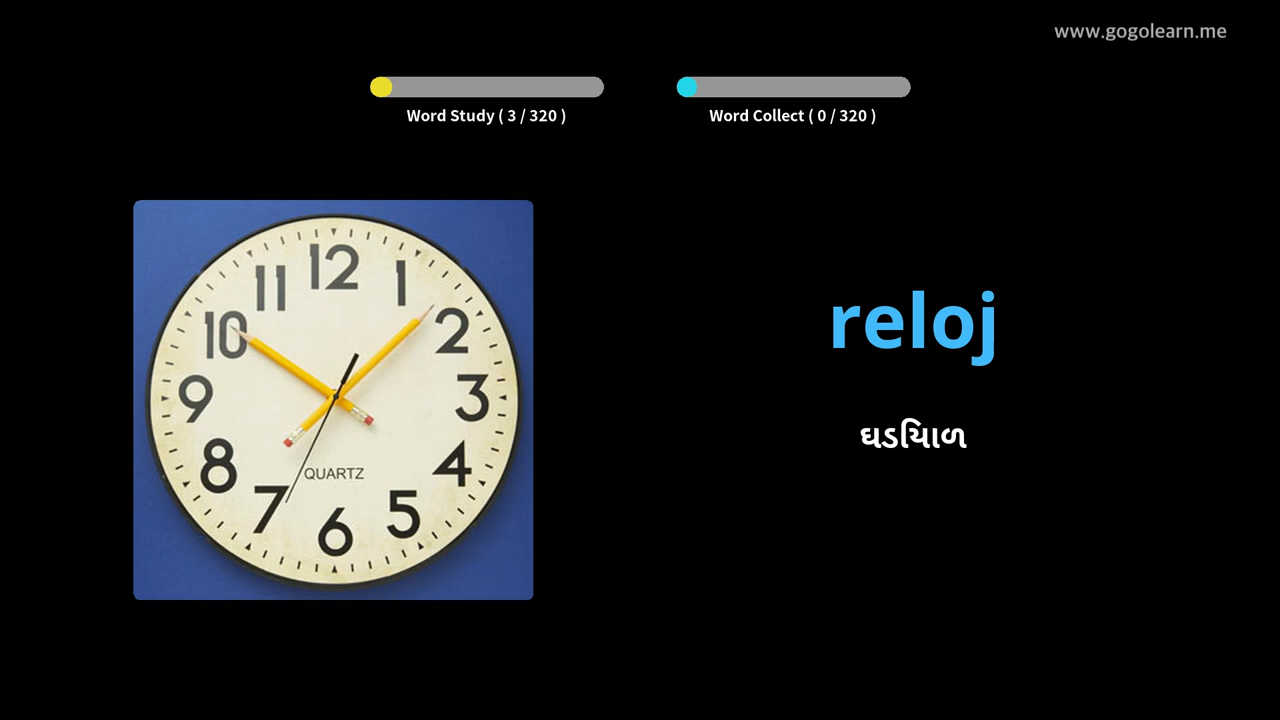 www.gogolearn.me
Word Study ( 3 / 320 )
Word Collect ( 0 / 320 )
12
11
1
10
2
9
3
8
4
QUARTZ
7
5
6
reloj
ઘડિયાળ